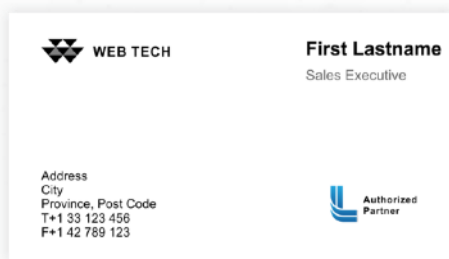 WEB TECH
First Lastname
Sales Executive
Address
City
Province, Post Code
T+1 33 123 456
F+1 42 789 123
Authorized
Partner